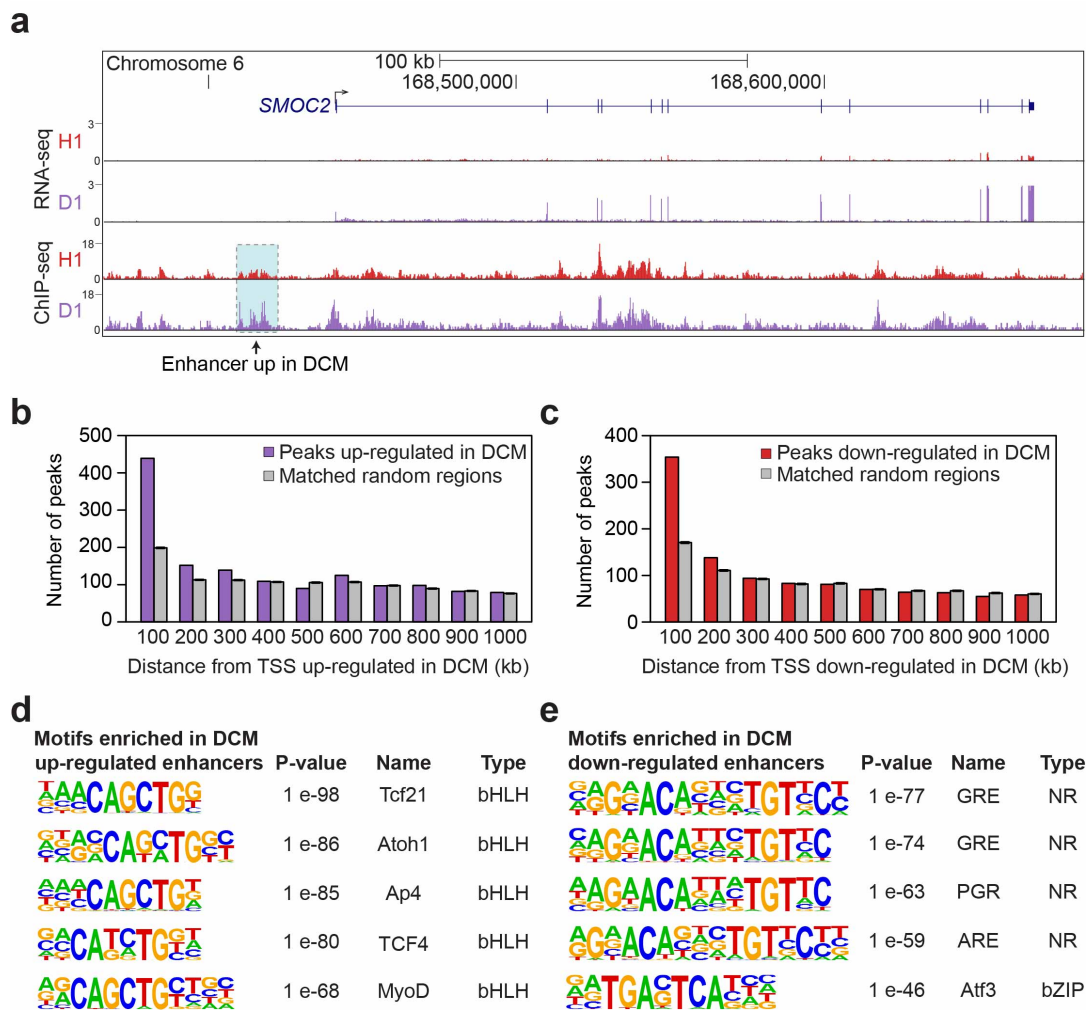 a
Chromosome 6
100 kb
168,500,000
168,600,000
SMOC2
RNA-seq
H1
3
0
D1
3
0
ChIP-seq
H1
18
0
D1
18
0
Enhancer up in DCM
b
500
400
300
200
100
0
Number of peaks
Peaks up-regulated in DCM
Matched random regions
100 200 300 400 500 600 700 800 900 1000
Distance from TSS up-regulated in DCM (kb)
c
400
300
200
100
0
Number of peaks
Peaks down-regulated in DCM
Matched random regions
100 200 300 400 500 600 700 800 900 1000
Distance from TSS down-regulated in DCM (kb)
d
Motifs enriched in DCM
up-regulated enhancers P-value Name Type
CAGCTG 1 e-98 Tcf21 bHLH
1 e-86 Atoh1 bHLH
CAGCTG 1 e-85 Ap4 bHLH
1 e-80 TCF4 bHLH
CAGCTG 1 e-68 MyoD bHLH
e
Motifs enriched in DCM
down-regulated enhancers P-value Name Type
1 e-77 GRE NR
1 e-74 GRE NR
1 e-63 PGR NR
1 e-59 ARE NR
1 e-46 Atf3 bZIP